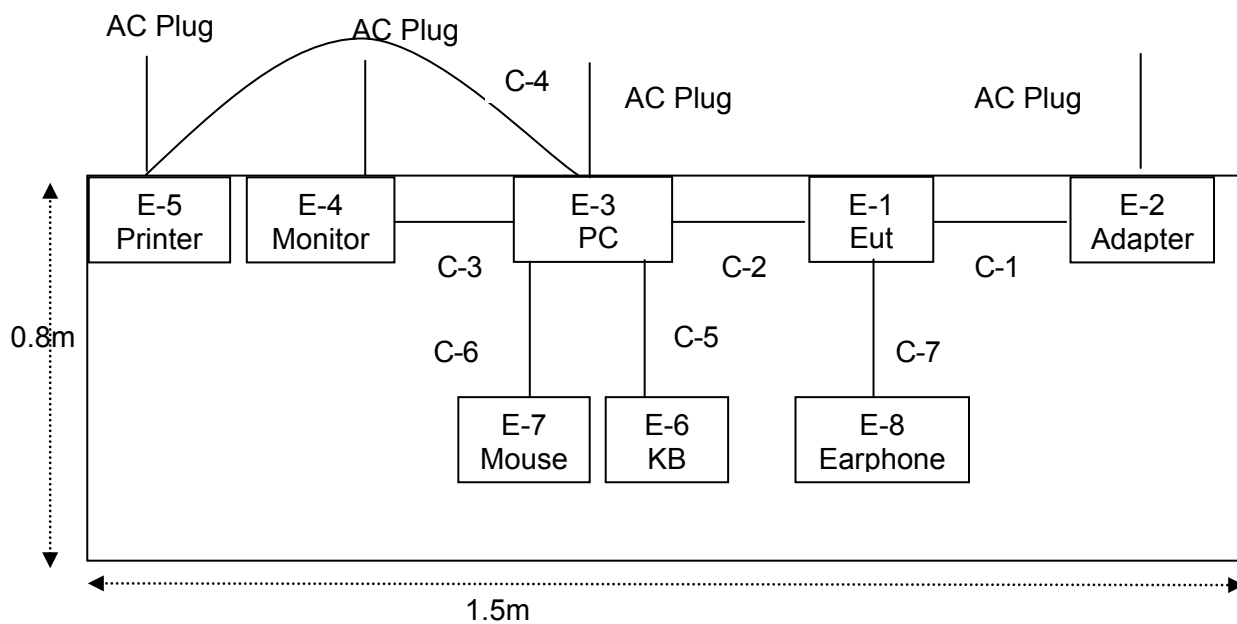 AC Plug
AC Plug
C-4
AC Plug
AC Plug
E-5
Printer
E-4
Monitor
E-3
PC
E-1
Eut
E-2
Adapter
C-3
C-2
C-1
0.8m
C-6
C-5
C-7
E-7
Mouse
E-6
KB
E-8
Earphone
1.5m